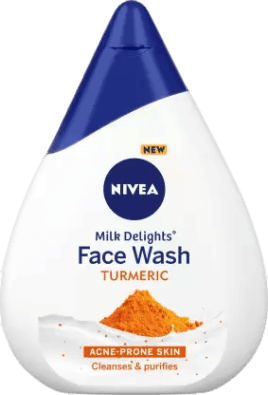 NEW
NIVEA
Milk Delights*
Face Wash
TURMERIC
ACNE-PRONE SKIN
Cleanses & purifies